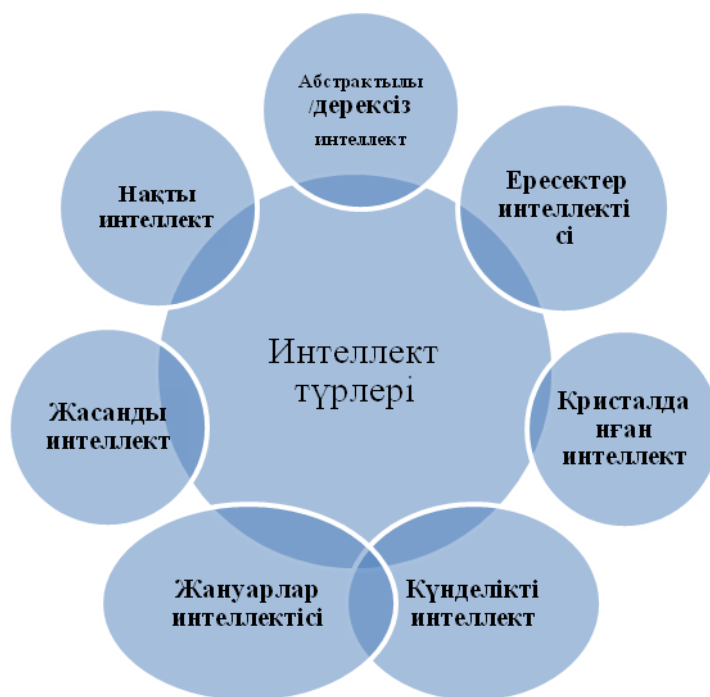 Абстрактылы
/дерексіз
интеллект
Ересектер
интеллекті
сі
Нақты
интеллект
Интеллект
түрлері
Кристалда
нған
интеллект
Жасанды
интеллект
Жануарлар
интеллектісі
Күнделікті
интеллект